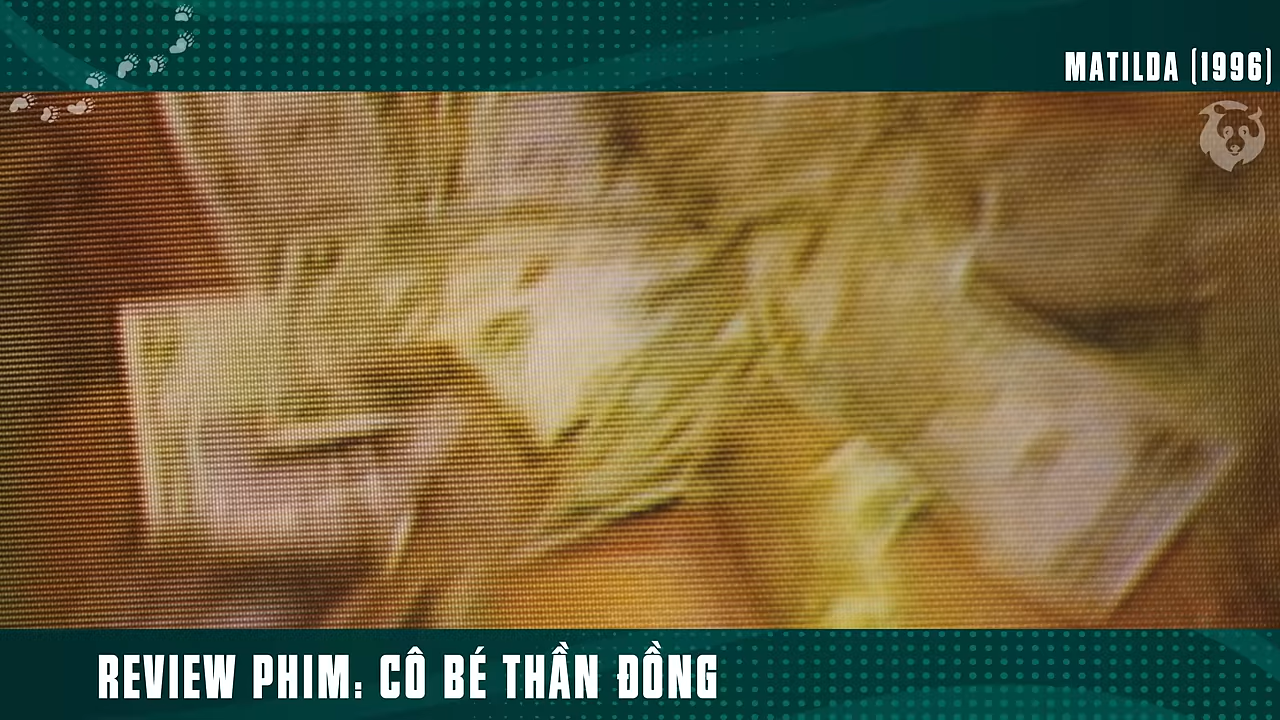 MATILDA (1996)
REVIEW PHIM: CÔ BÉ THẦN ĐỒNG